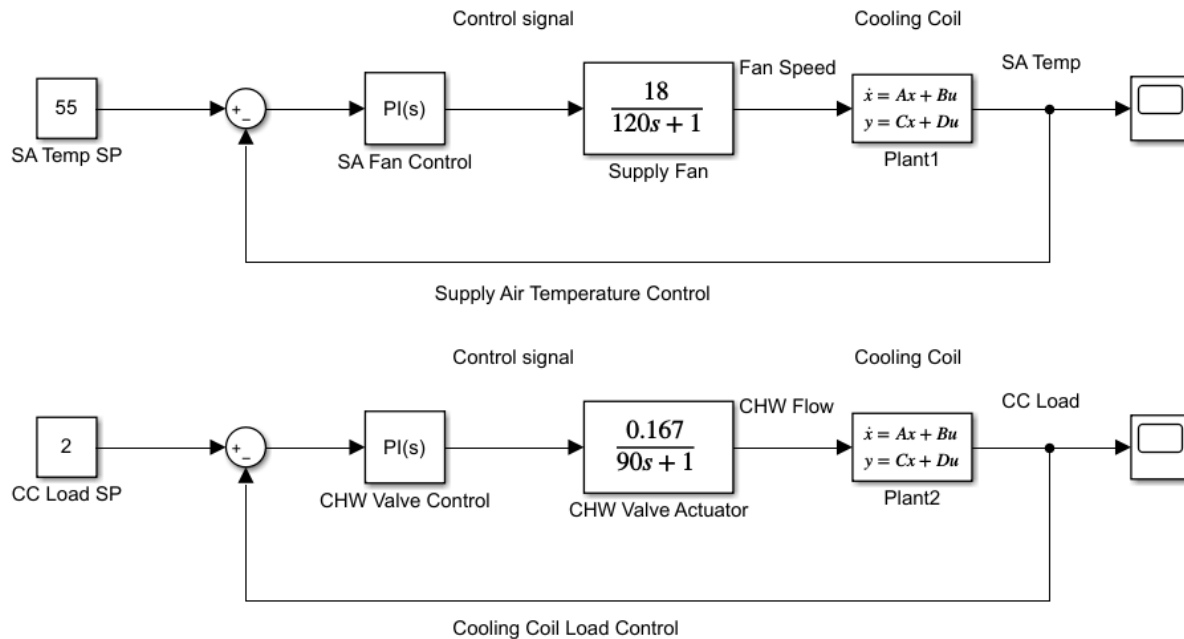 Control signal
Cooling Coil
Fan Speed
SA Temp
55
+
−
PI(s)
18
120s + 1
ẋ = Ax + Bu
y = Cx + Du
SA Temp SP
SA Fan Control
Supply Fan
Plant1
Supply Air Temperature Control
Control signal
Cooling Coil
CHW Flow
CC Load
2
+
−
PI(s)
0.167
90s + 1
ẋ = Ax + Bu
y = Cx + Du
CC Load SP
CHW Valve Control
CHW Valve Actuator
Plant2
Cooling Coil Load Control